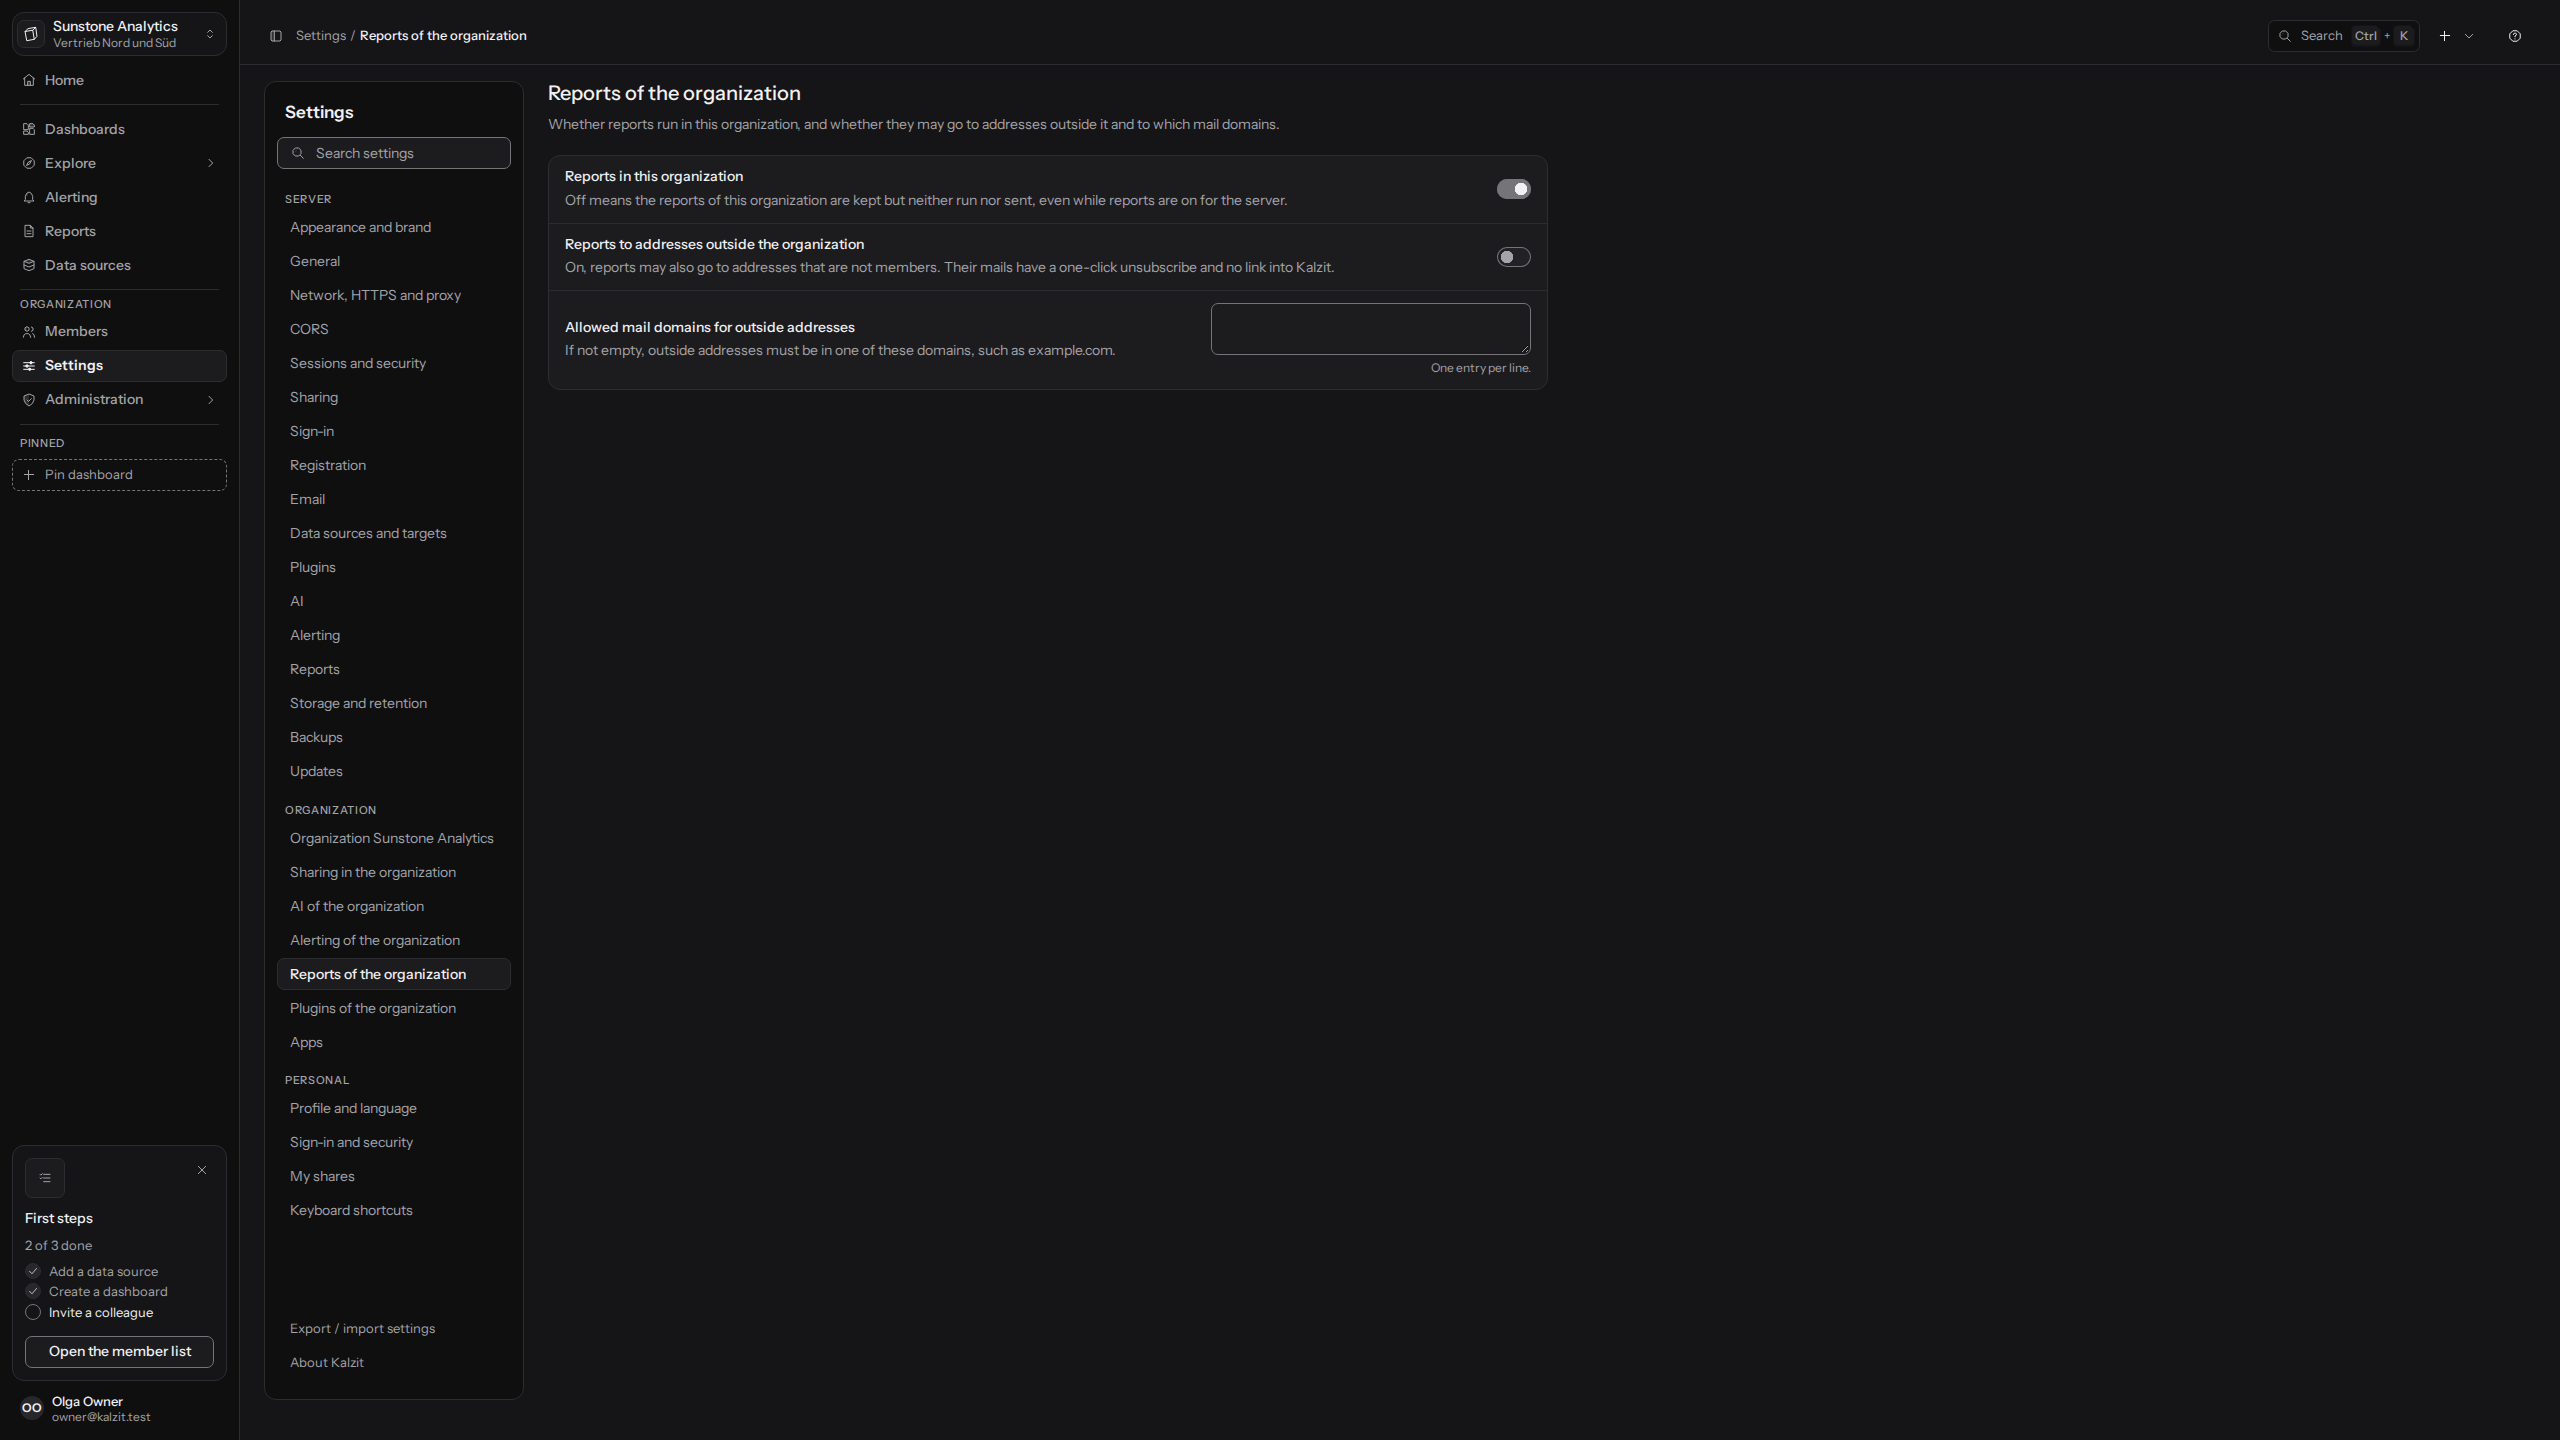 Sunstone Analytics
Vertrieb Nord und Süd
Home
Dashboards
Explore
Alerting
Reports
Data sources
ORGANIZATION
Members
Settings
Administration
PINNED
Pin dashboard
First steps
2 of 3 done
Add a data source
Create a dashboard
Invite a colleague
Open the member list
OO
Olga Owner
owner@kalzit.test
Settings / Reports of the organization
Search Ctrl + K
Settings
Search settings
SERVER
Appearance and brand
General
Network, HTTPS and proxy
CORS
Sessions and security
Sharing
Sign-in
Registration
Email
Data sources and targets
Plugins
AI
Alerting
Reports
Storage and retention
Backups
Updates
ORGANIZATION
Organization Sunstone Analytics
Sharing in the organization
AI of the organization
Alerting of the organization
Reports of the organization
Plugins of the organization
Apps
PERSONAL
Profile and language
Sign-in and security
My shares
Keyboard shortcuts
Export / import settings
About Kalzit
Reports of the organization
Whether reports run in this organization, and whether they may go to addresses outside it and to which mail domains.
Reports in this organization
Off means the reports of this organization are kept but neither run nor sent, even while reports are on for the server.
Reports to addresses outside the organization
On, reports may also go to addresses that are not members. Their mails have a one-click unsubscribe and no link into Kalzit.
Allowed mail domains for outside addresses
If not empty, outside addresses must be in one of these domains, such as example.com.
One entry per line.